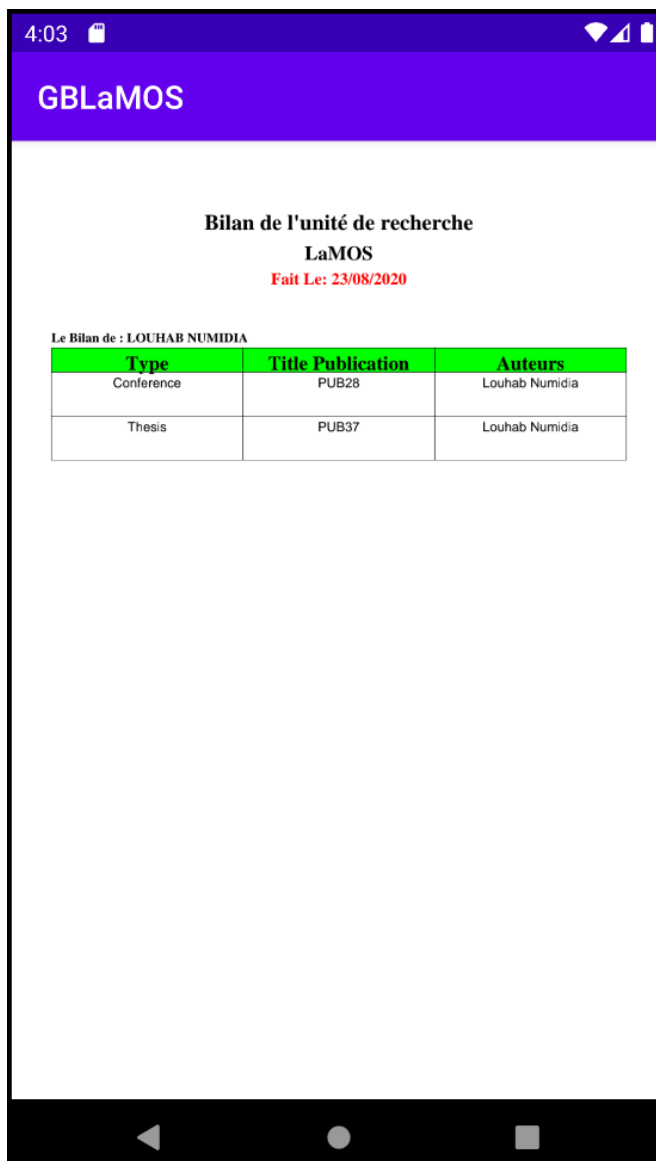 4:03
GBLaMOS
Bilan de l'unité de recherche
LaMOS
Fait Le: 23/08/2020
Le Bilan de : LOUHAB NUMIDIA
Type Title Publication Auteurs
Conference PUB28 Louhab Numidia
Thesis PUB37 Louhab Numidia